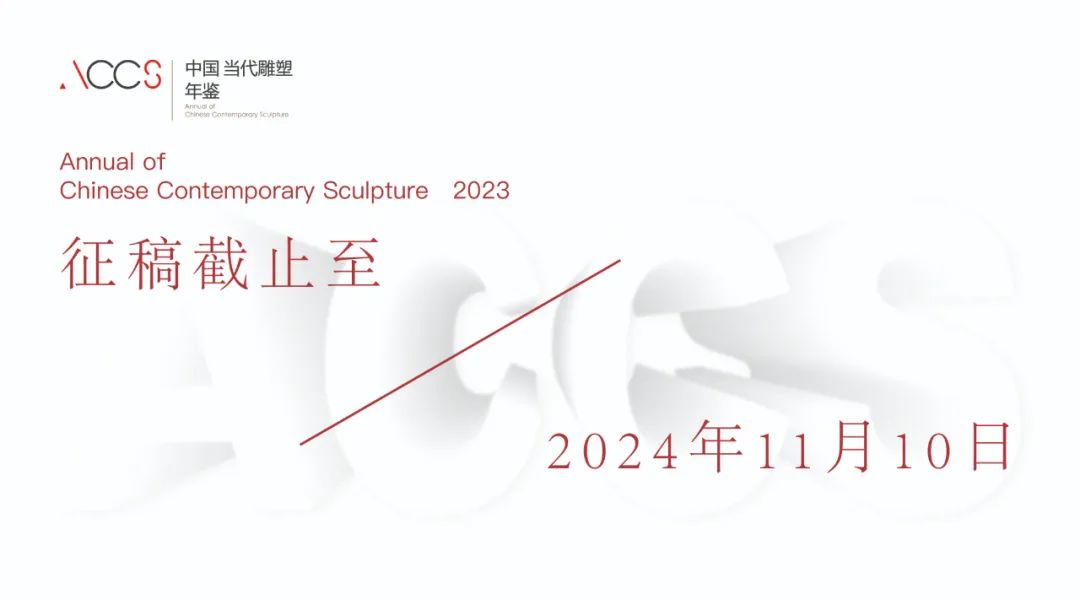 ACCS
中国当代雕塑
年鉴
Annual of
Chinese Contemporary Sculpture
Annual of
Chinese Contemporary Sculpture 2023
征稿截止至
2024年11月10日
ACCS